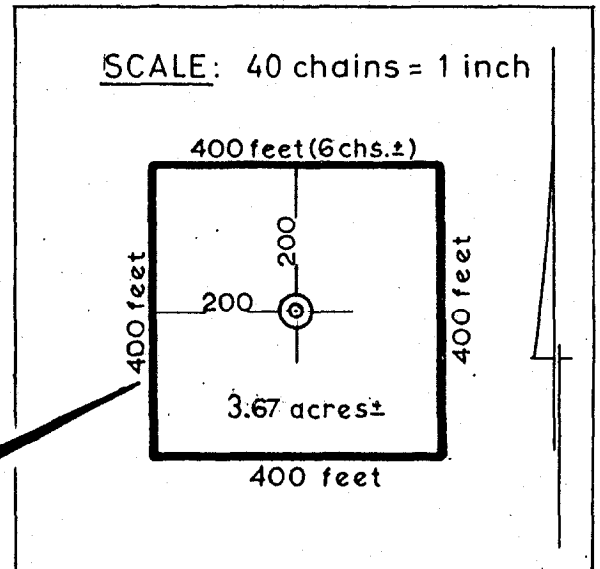 SCALE: 40 chains = 1 inch
400 feet (6 chs.±)
200
400 feet
200
400 feet
3.67 acres±
400 feet